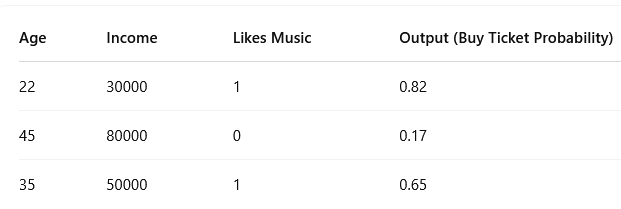 Age Income Likes Music Output (Buy Ticket Probability)
22 30000 1 0.82
45 80000 0 0.17
35 50000 1 0.65